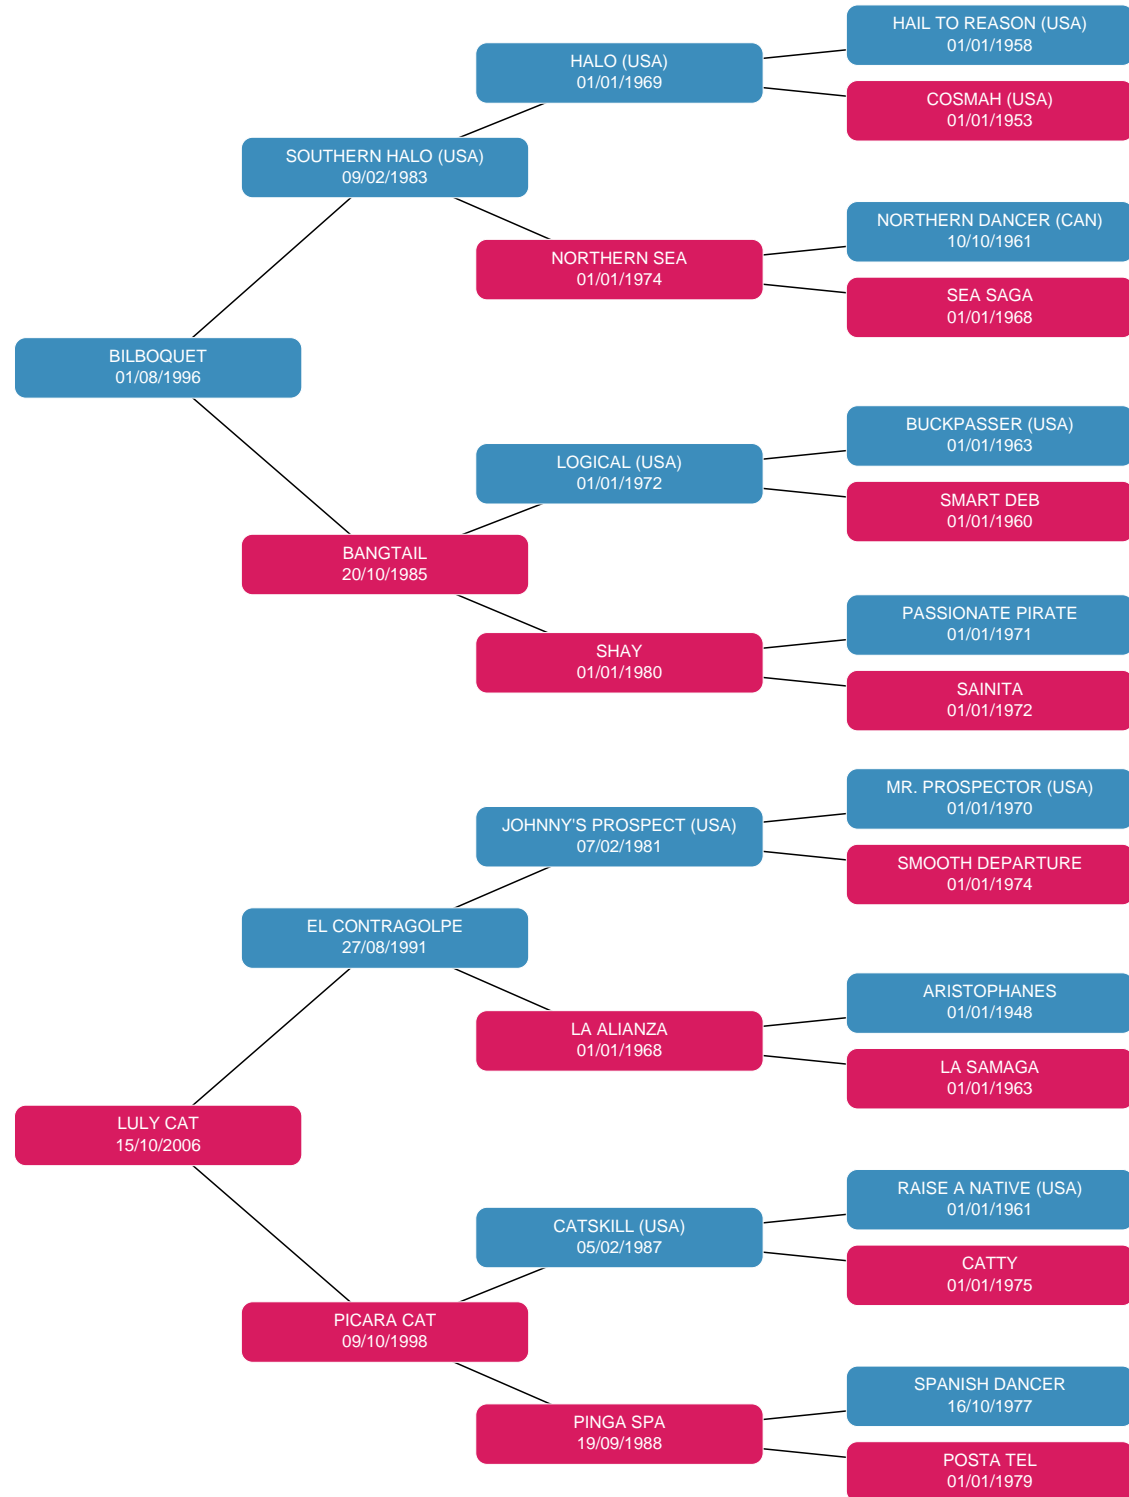 HAIL TO REASON (USA)
01/01/1958
HALO (USA)
01/01/1969
COSMAH (USA)
01/01/1953
SOUTHERN HALO (USA)
09/02/1983
NORTHERN DANCER (CAN)
10/10/1961
NORTHERN SEA
01/01/1974
SEA SAGA
01/01/1968
BILBOQUET
01/08/1996
BUCKPASSER (USA)
01/01/1963
LOGICAL (USA)
01/01/1972
SMART DEB
01/01/1960
BANGTAIL
20/10/1985
PASSIONATE PIRATE
01/01/1971
SHAY
01/01/1980
SAINITA
01/01/1972
MR. PROSPECTOR (USA)
01/01/1970
JOHNNY'S PROSPECT (USA)
07/02/1981
SMOOTH DEPARTURE
01/01/1974
EL CONTRAGOLPE
27/08/1991
ARISTOPHANES
01/01/1948
LA ALIANZA
01/01/1968
LA SAMAGA
01/01/1963
LULY CAT
15/10/2006
RAISE A NATIVE (USA)
01/01/1961
CATSKILL (USA)
05/02/1987
CATTY
01/01/1975
PICARA CAT
09/10/1998
SPANISH DANCER
16/10/1977
PINGA SPA
19/09/1988
POSTA TEL
01/01/1979